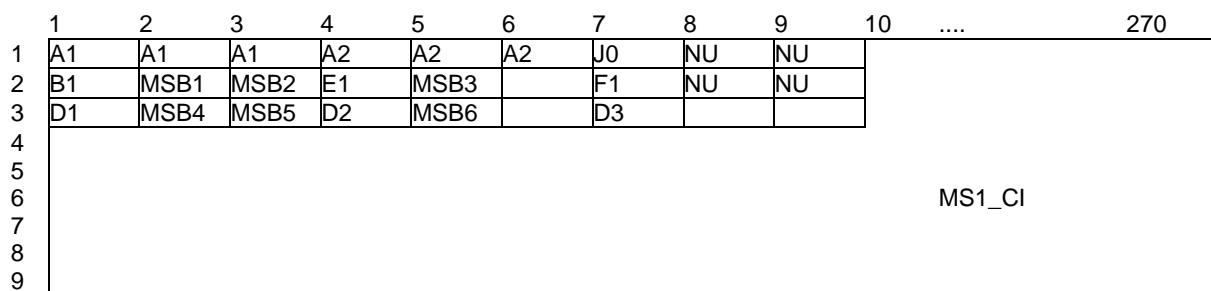 1 2 3 4 5 6 7 8 9 10 .... 270
1 A1 A1 A1 A2 A2 A2 J0 NU NU
2 B1 MSB1 MSB2 E1 MSB3 F1 NU NU
3 D1 MSB4 MSB5 D2 MSB6 D3
4
5
6 MS1_CI
7
8
9